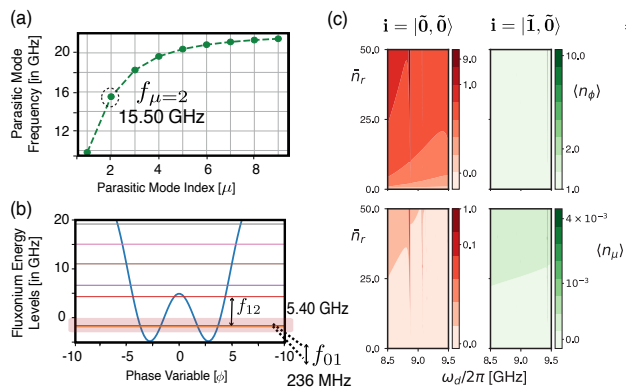 (a)
Parasitic Mode
Frequency [in GHz]
20
16
12
2 4 6 8
Parasitic Mode Index [μ]
f_{μ=2}
15.50 GHz
(b)
Fluxonium Energy
Levels [in GHz]
20
15
10
5
0
-10 -5 0 5 -10
Phase Variable [ϕ]
f_{12}
5.40 GHz
f_{01}
236 MHz
(c)
i = |0̃, 0̃⟩
i = |1̃, 0̃⟩
n̄_r
50.0
25.0
0.0
9.0
1.0
0.0
10.0
1.0
⟨n_ϕ⟩
n̄_r
50.0
25.0
0.0
1.0
0,1
0.0
4 × 10⁻³
10⁻³
0.0
⟨n_μ⟩
8.5 9.0 9.5
8.5 9.0 9.5
ω_d/2π [GHz]